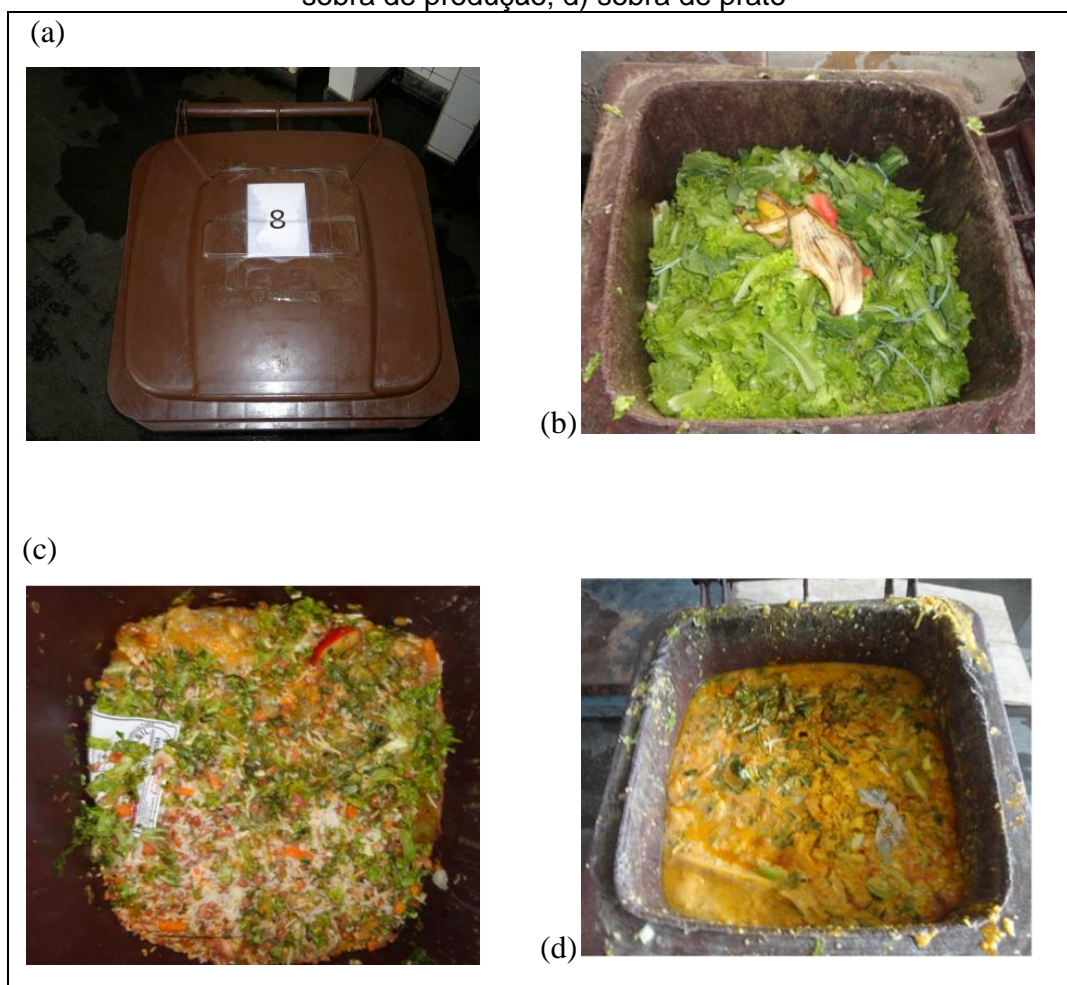 sobra de produção; d) sobra de prato
(a)
8
(b)
(c)
(d)